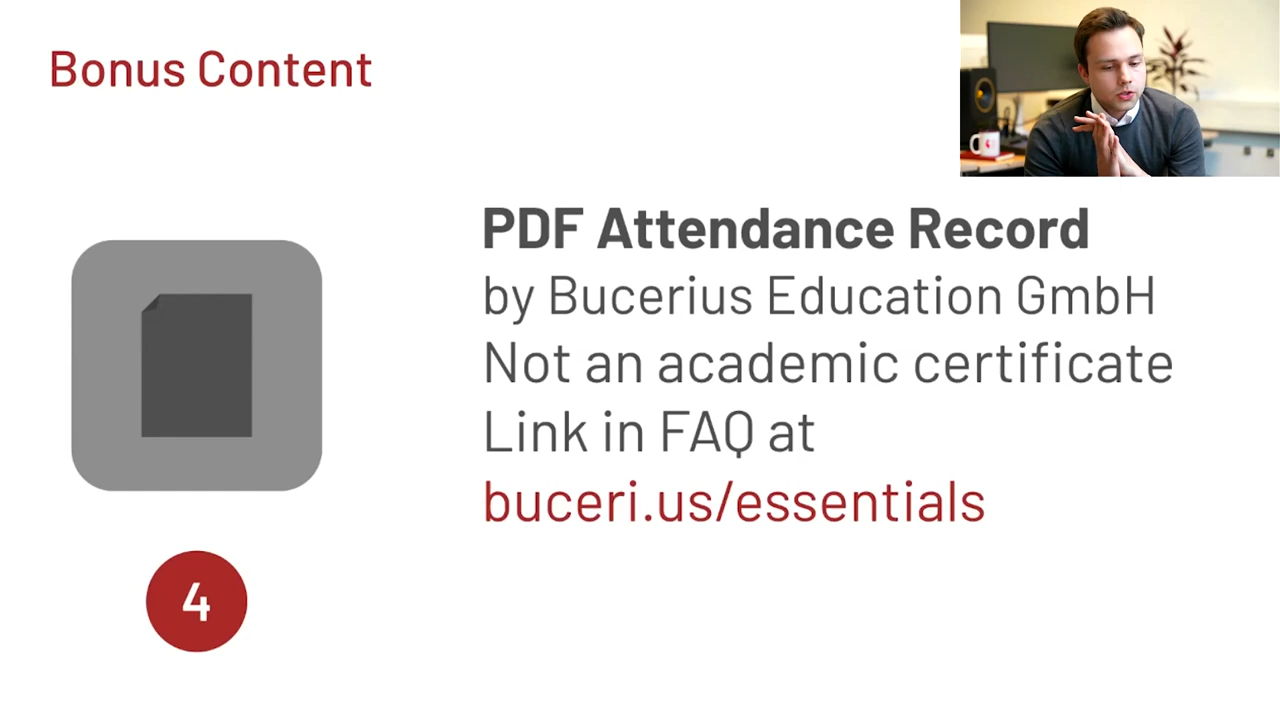 Bonus Content
PDF Attendance Record
by Bucerius Education GmbH
Not an academic certificate
Link in FAQ at
buceri.us/essentials
4